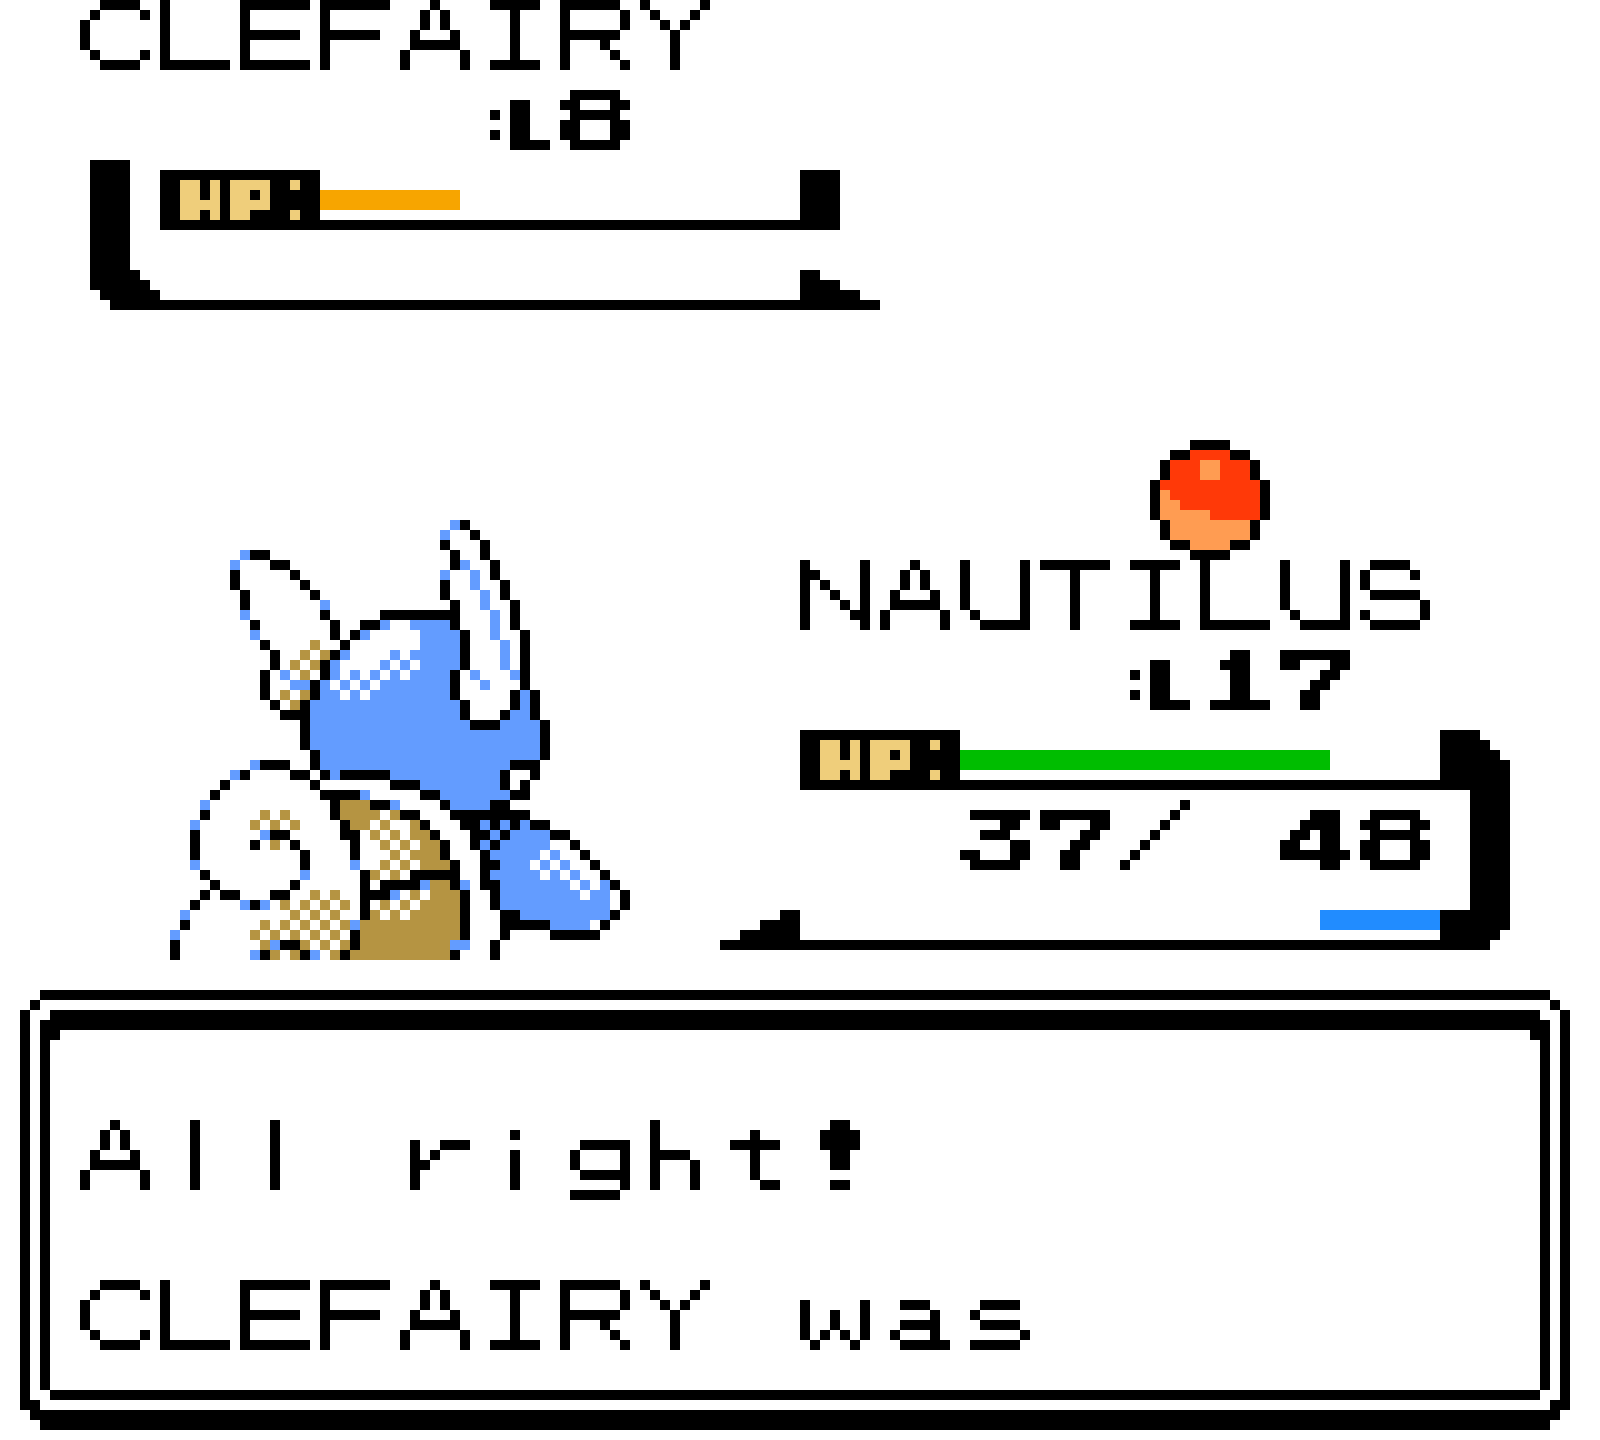 CLEFAIRY
:L8
HP:
NAUTILUS
:L17
HP:
37/ 48
All right!
CLEFAIRY was